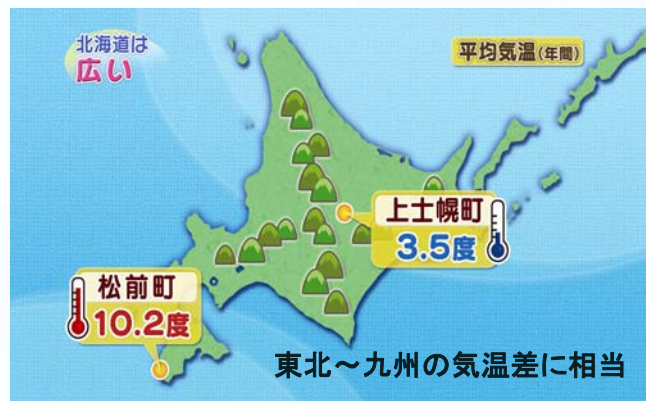 北海道は
広い
平均気温(年間)
上士幌町
3.5度
松前町
10.2度
東北～九州の気温差に相当